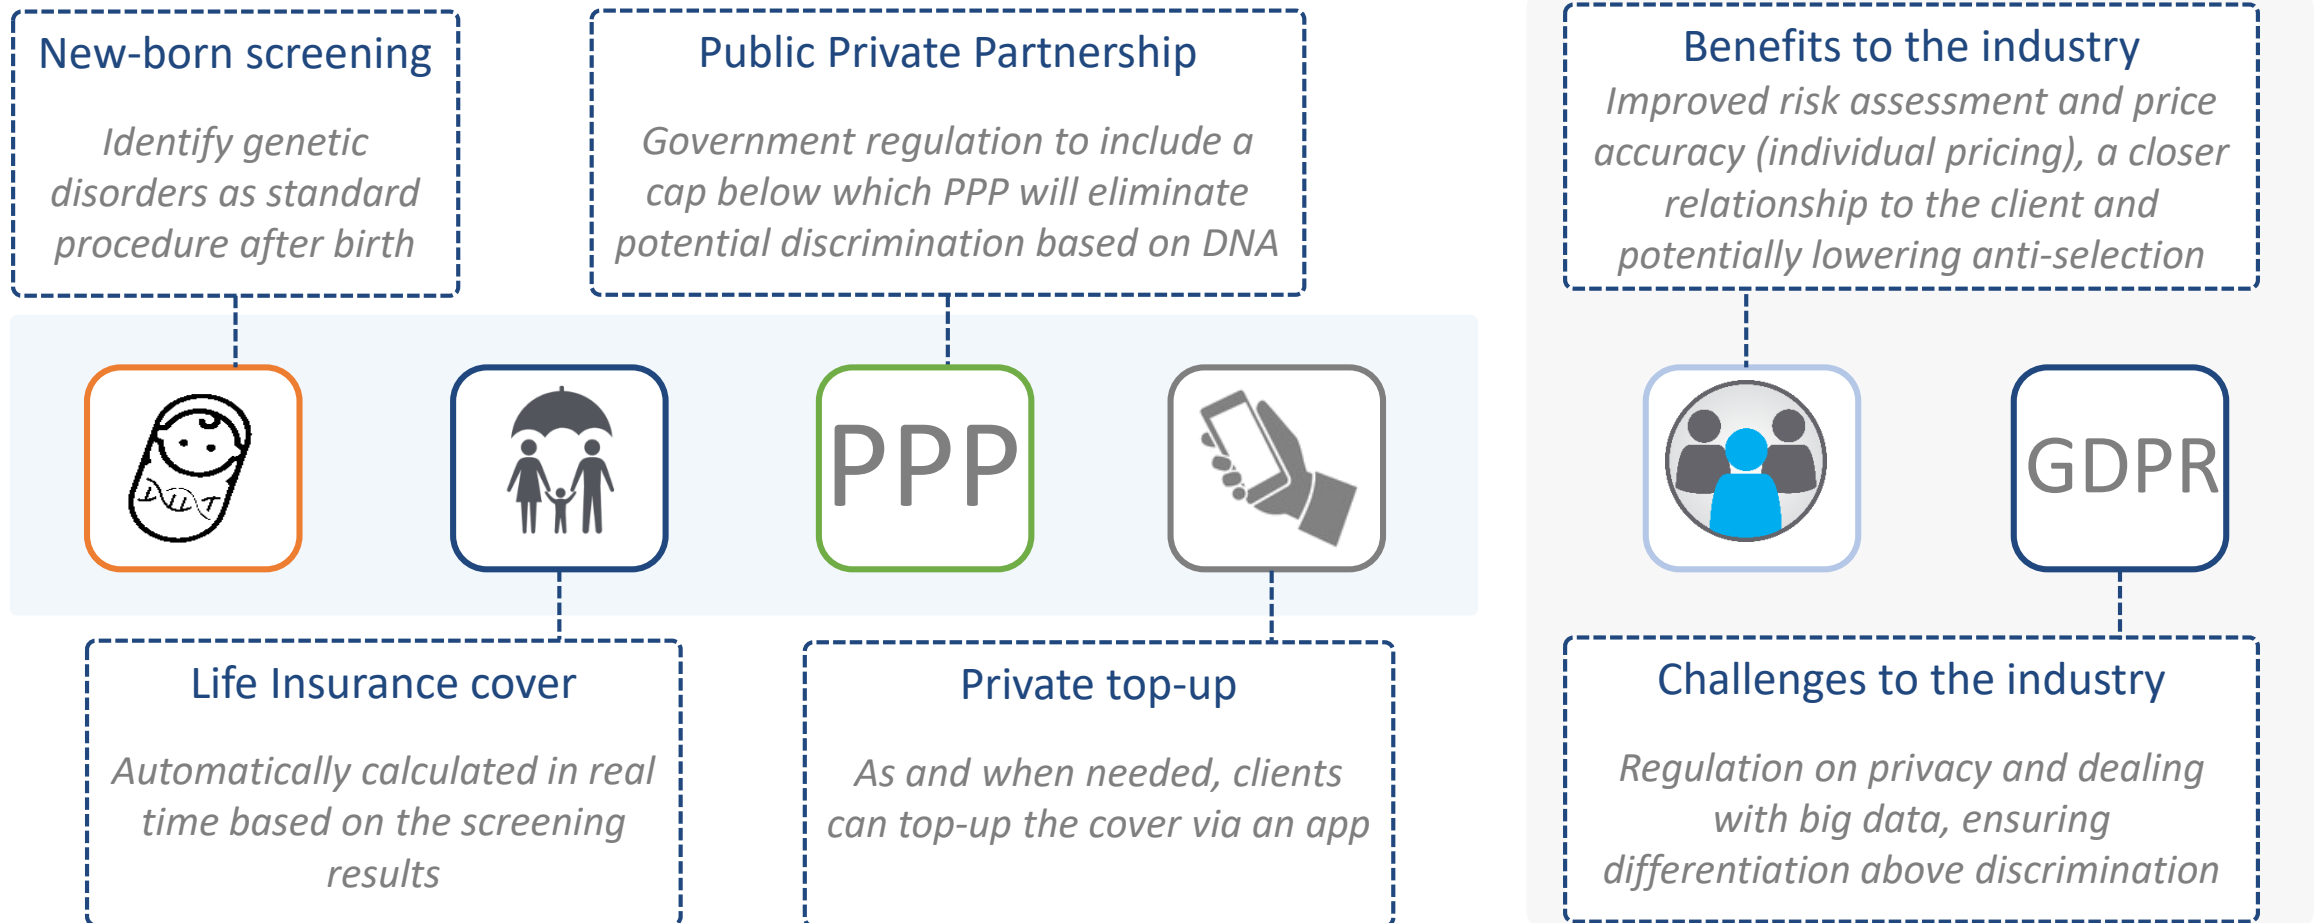 New-born screening
Identify genetic
disorders as standard
procedure after birth
Public Private Partnership
Government regulation to include a
cap below which PPP will eliminate
potential discrimination based on DNA
Benefits to the industry
Improved risk assessment and price
accuracy (individual pricing), a closer
relationship to the client and
potentially lowering anti-selection
PPP
GDPR
Life Insurance cover
Automatically calculated in real
time based on the screening
results
Private top-up
As and when needed, clients
can top-up the cover via an app
Challenges to the industry
Regulation on privacy and dealing
with big data, ensuring
differentiation above discrimination